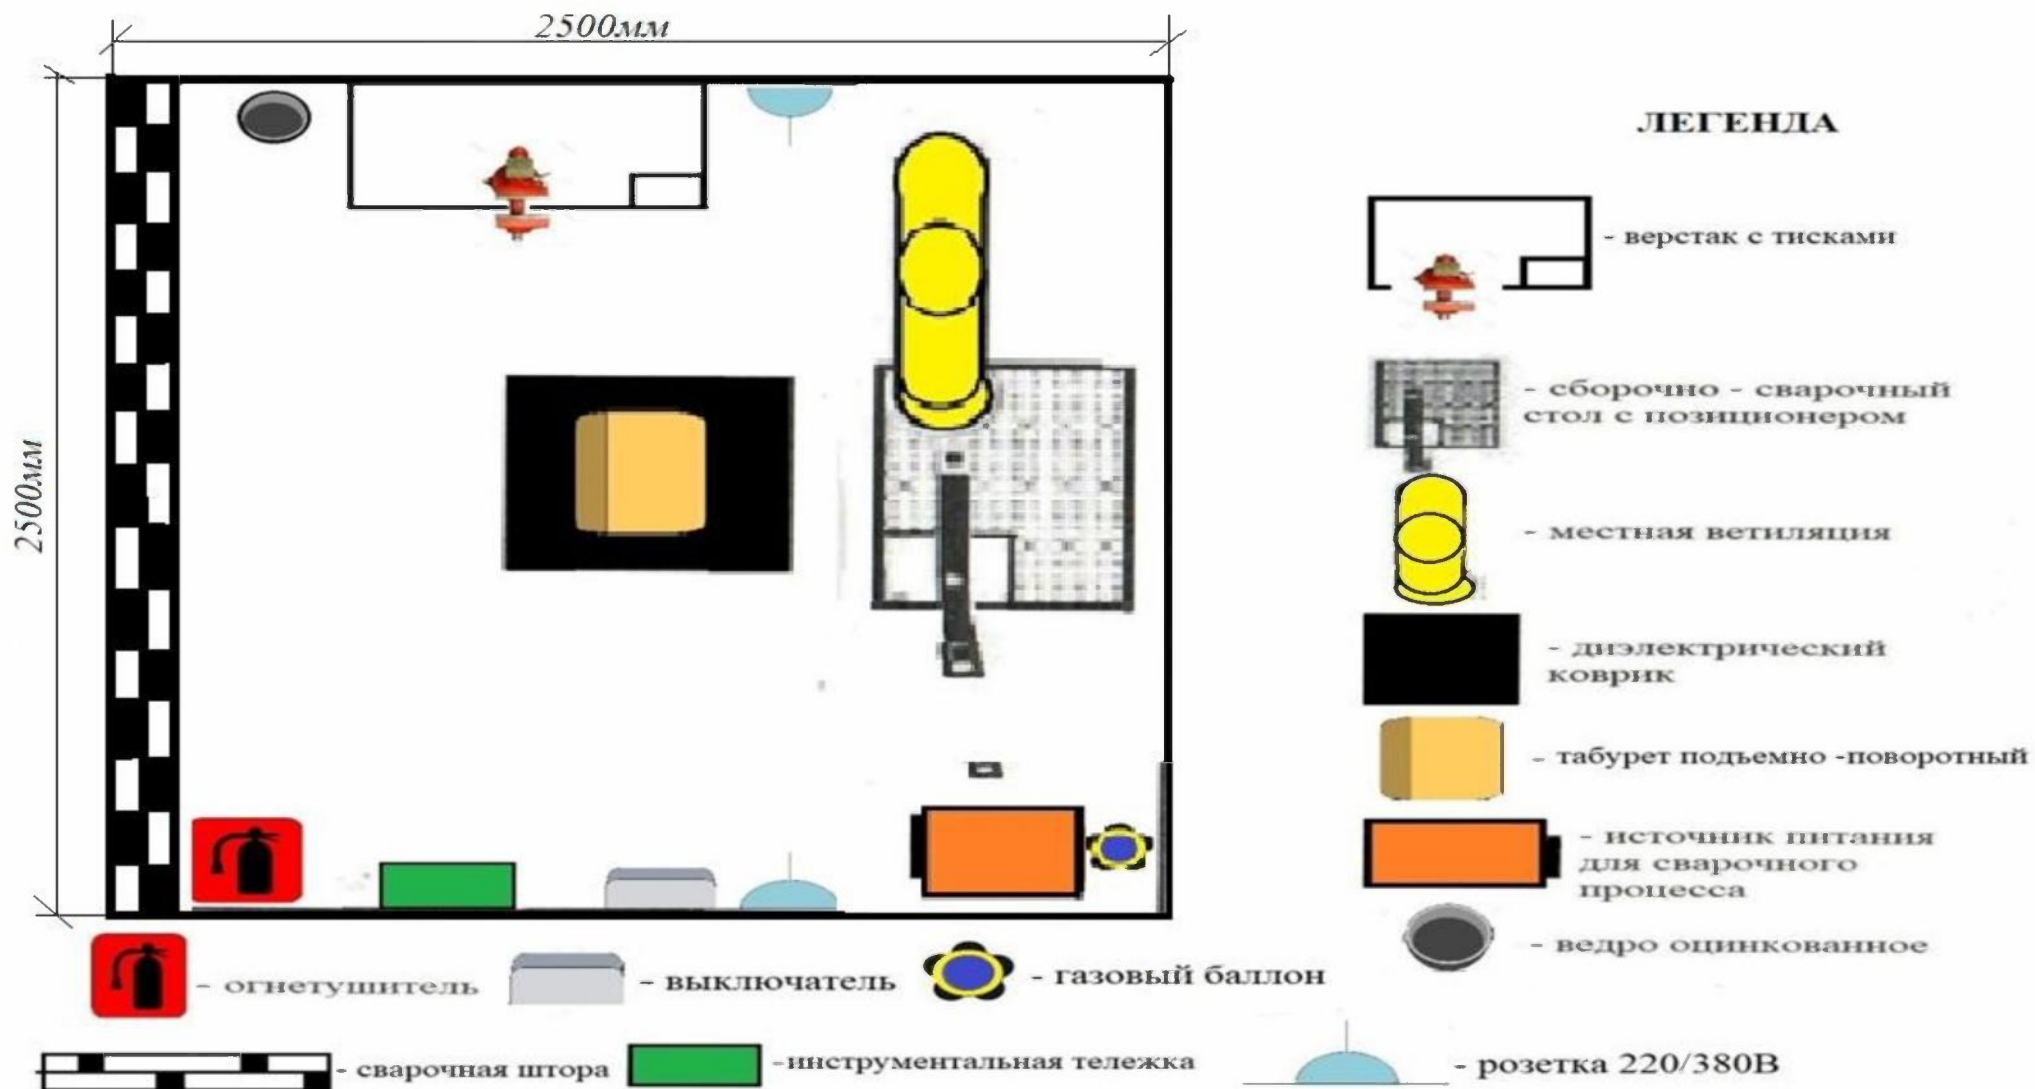 2500мм
2500мм
ЛЕГЕНДА
- верстак с тисками
- сборочно - сварочный
стол с позиционером
- местная ветиляция
- диэлектрический
коврик
- табурет подъемно -поворотный
- источник питания
для сварочного
процесса
- ведро оцинкованное
- огнетушитель
- выключатель
- газовый баллон
- сварочная штора
-инструментальная тележка
- розетка 220/380В